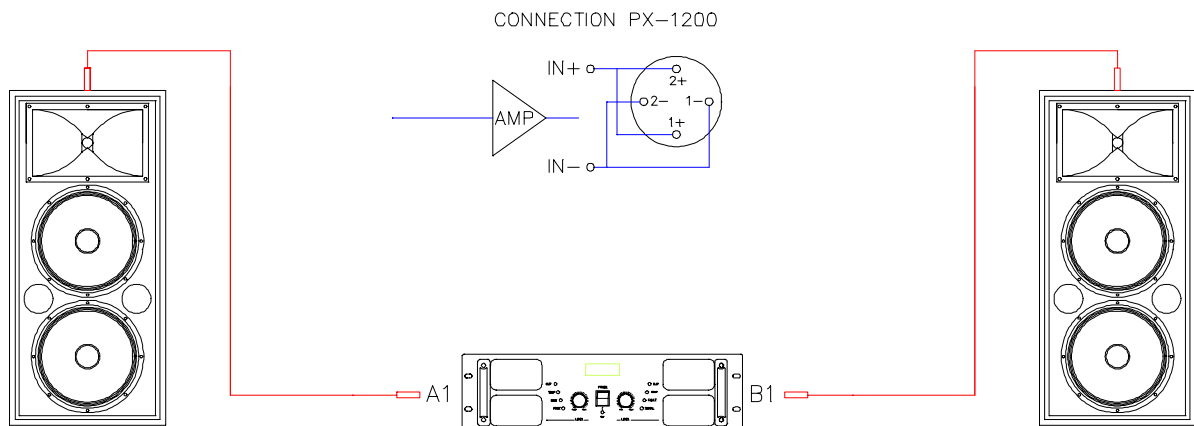 CONNECTION PX-1200
IN+
2+
2-
1-
AMP
1+
IN-
A1
B1